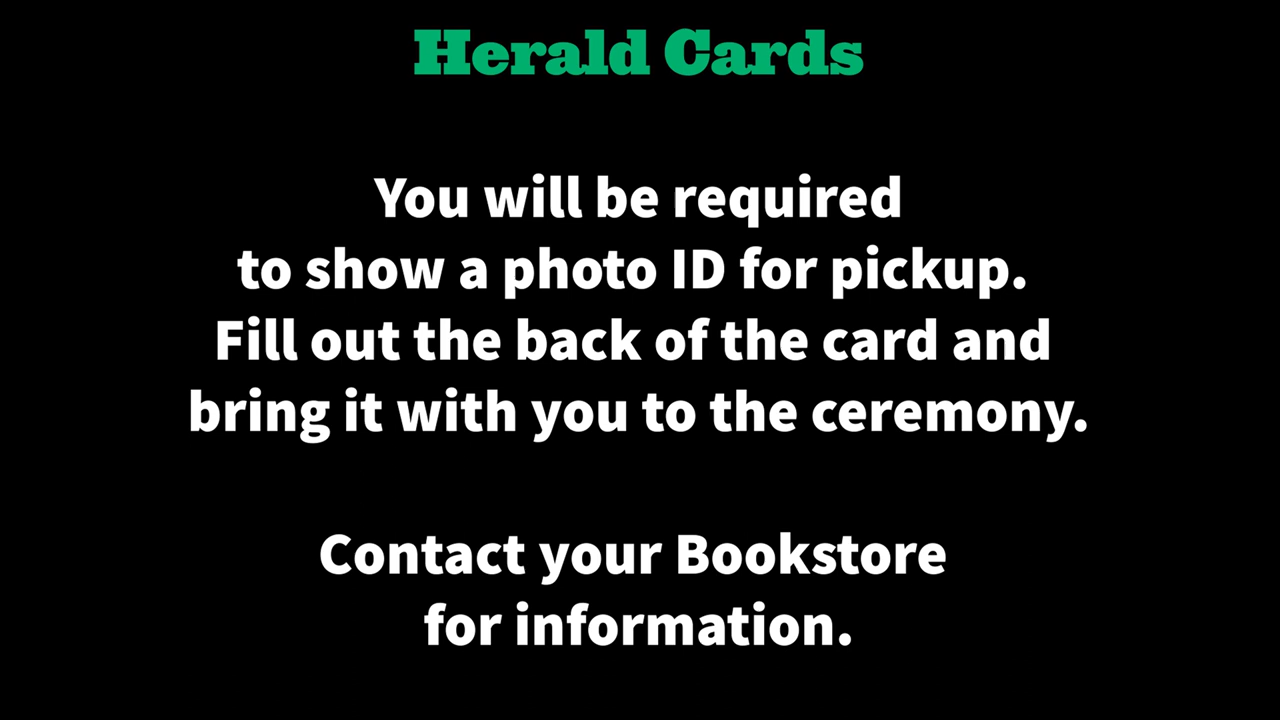 Herald Cards
You will be required
to show a photo ID for pickup.
Fill out the back of the card and
bring it with you to the ceremony.
Contact your Bookstore
for information.